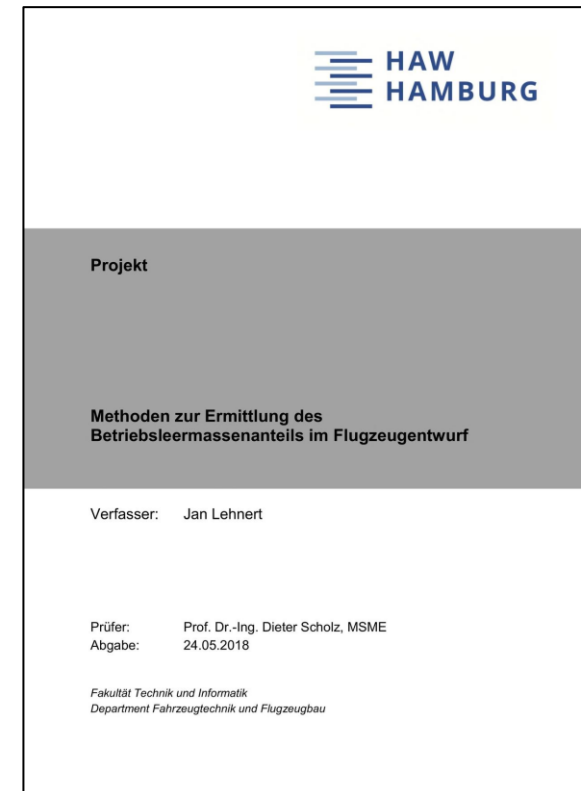 HAW
HAMBURG
Projekt
Methoden zur Ermittlung des
Betriebsleermassenanteils im Flugzeugentwurf
Verfasser: Jan Lehnert
Prüfer: Prof. Dr.-Ing. Dieter Scholz, MSME
Abgabe: 24.05.2018
Fakultät Technik und Informatik
Department Fahrzeugtechnik und Flugzeugbau